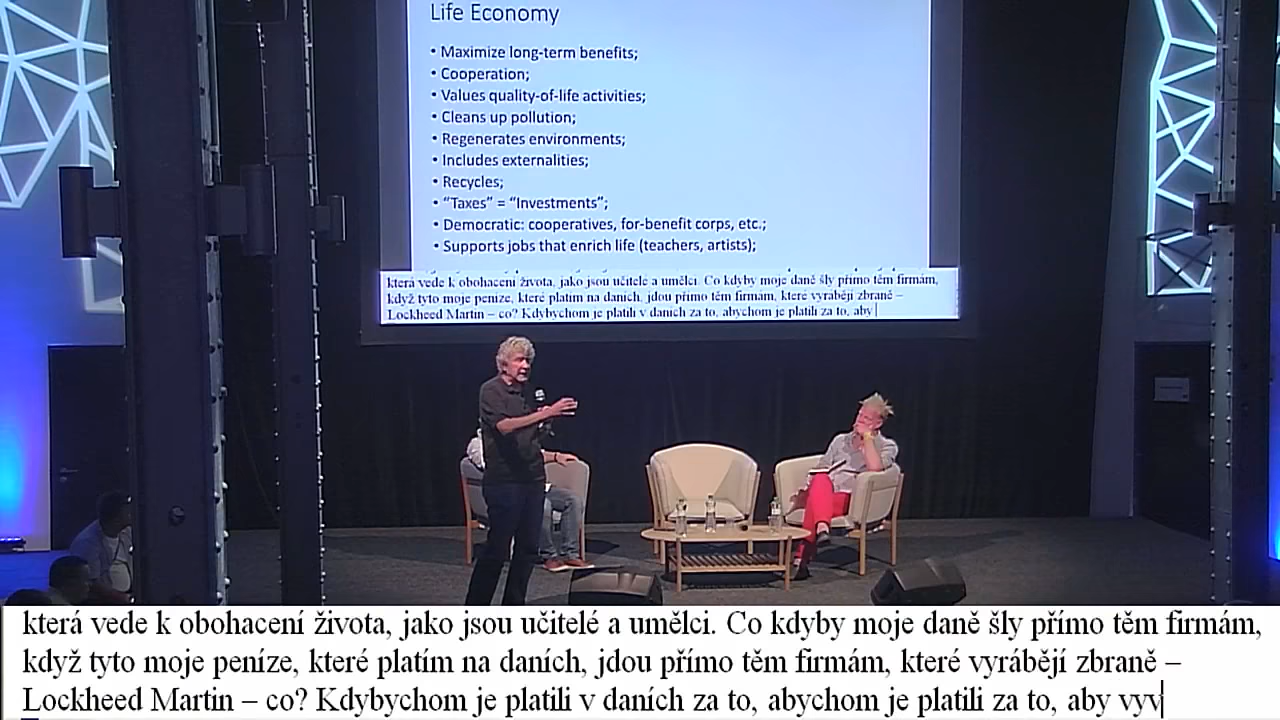 Life Economy
• Maximize long-term benefits;
• Cooperation;
• Values quality-of-life activities;
• Cleans up pollution;
• Regenerates environments;
• Includes externalities;
• Recycles;
• “Taxes” = “Investments”;
• Democratic: cooperatives, for-benefit corps, etc.;
• Supports jobs that enrich life (teachers, artists);
která vede k obohacení života, jako jsou učitelé a umělci. Co kdyby moje daně šly přímo těm firmám,
když tyto moje peníze, které platím na daních, jdou přímo těm firmám, které vyrábějí zbraně –
Lockheed Martin – co? Kdybychom je platili v daních za to, abychom je platili za to, aby
která vede k obohacení života, jako jsou učitelé a umělci. Co kdyby moje daně šly přímo těm firmám,
když tyto moje peníze, které platím na daních, jdou přímo těm firmám, které vyrábějí zbraně –
Lockheed Martin – co? Kdybychom je platili v daních za to, abychom je platili za to, aby vyv